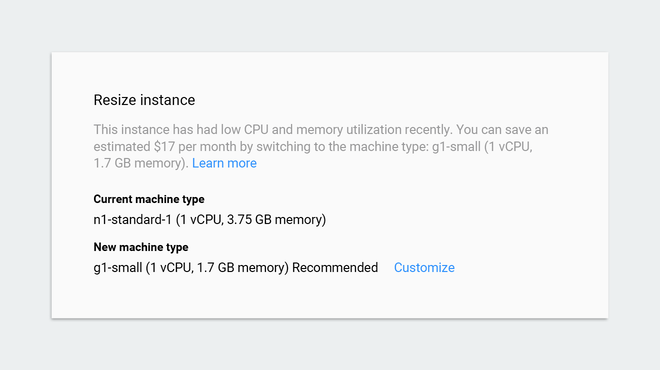 Resize instance
This instance has had low CPU and memory utilization recently. You can save an
estimated $17 per month by switching to the machine type: g1-small (1 vCPU,
1.7 GB memory). Learn more
Current machine type
n1-standard-1 (1 vCPU, 3.75 GB memory)
New machine type
g1-small (1 vCPU, 1.7 GB memory) Recommended Customize